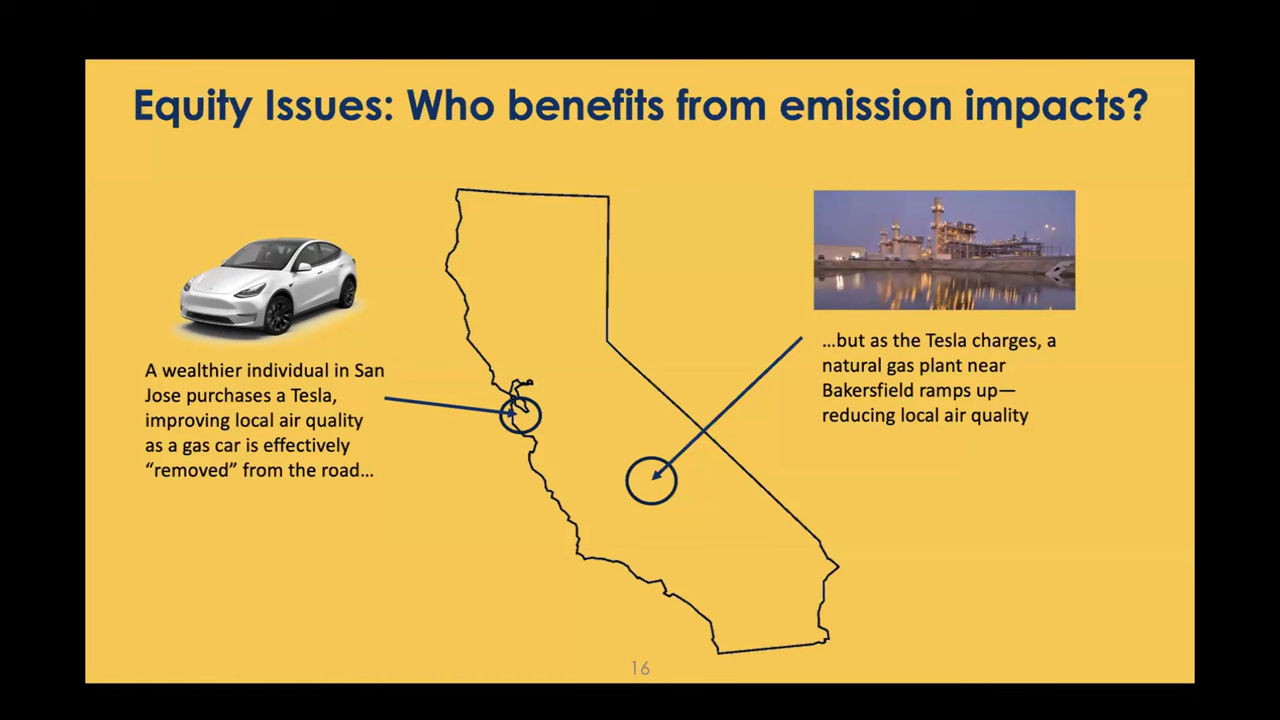 Equity Issues: Who benefits from emission impacts?
A wealthier individual in San
Jose purchases a Tesla,
improving local air quality
as a gas car is effectively
“removed” from the road…
…but as the Tesla charges, a
natural gas plant near
Bakersfield ramps up—
reducing local air quality
16